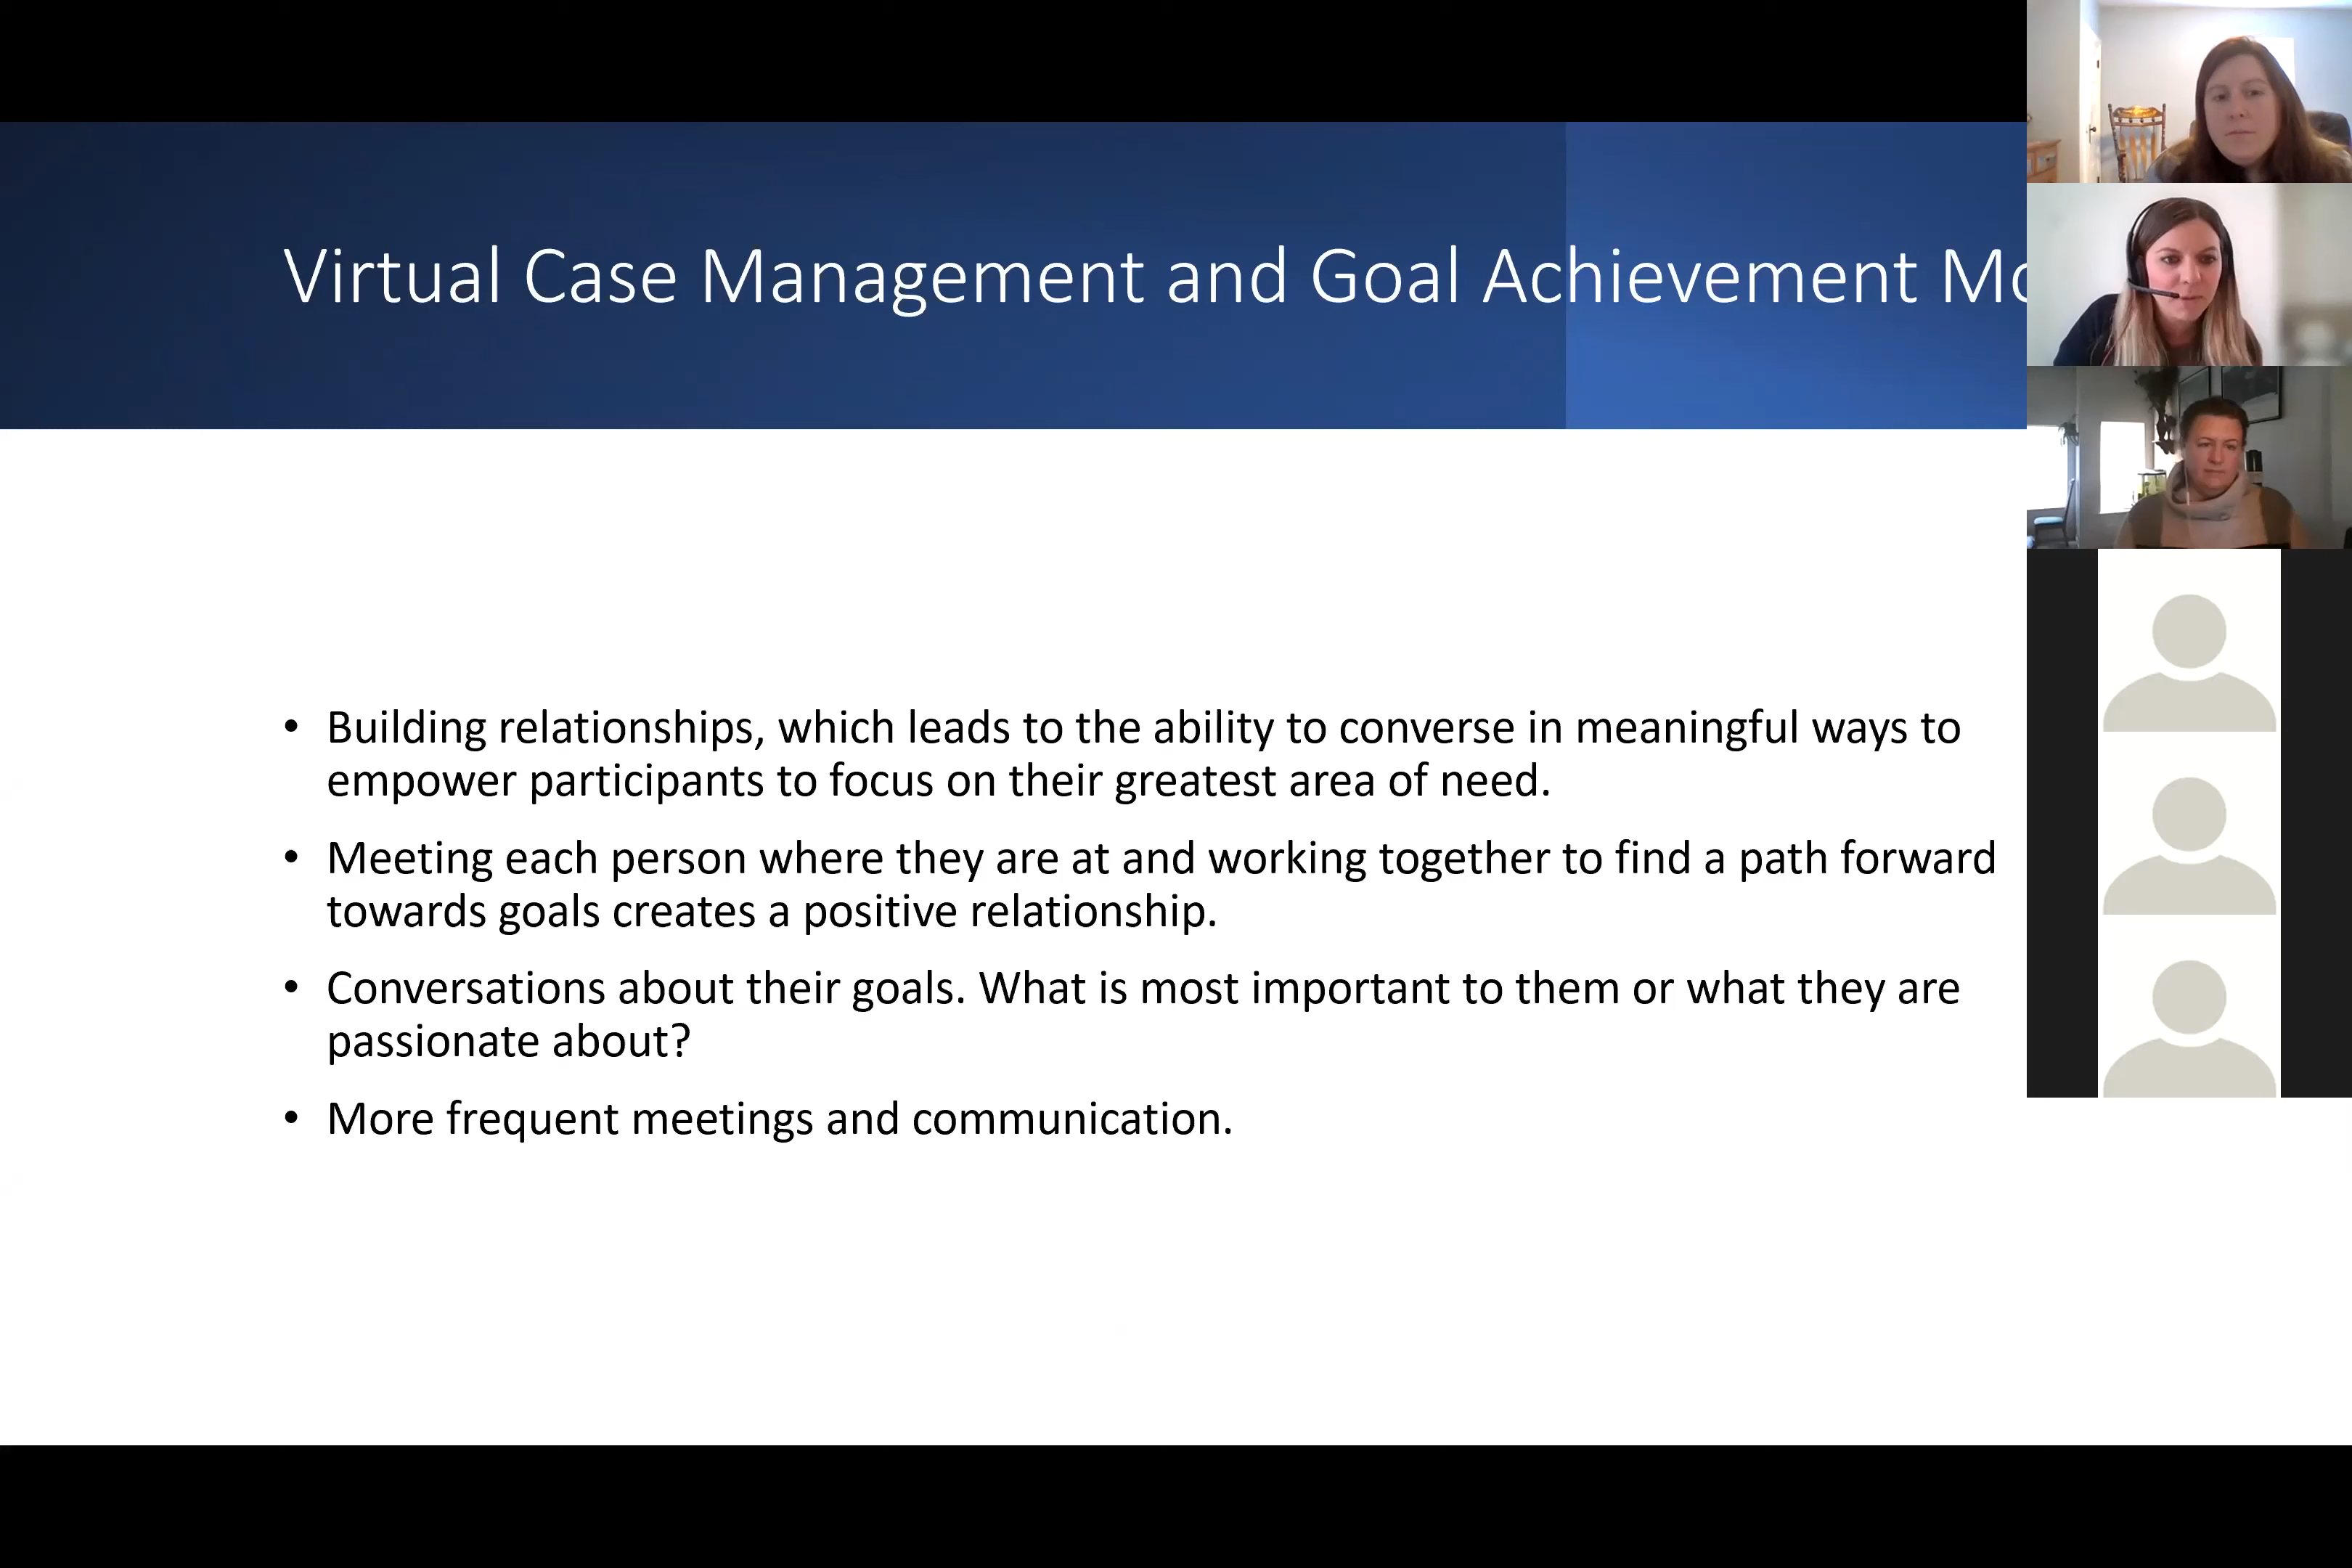 Virtual Case Management and Goal Achievement
• Building relationships, which leads to the ability to converse in meaningful ways to
empower participants to focus on their greatest area of need.
• Meeting each person where they are at and working together to find a path forward
towards goals creates a positive relationship.
• Conversations about their goals. What is most important to them or what they are
passionate about?
• More frequent meetings and communication.